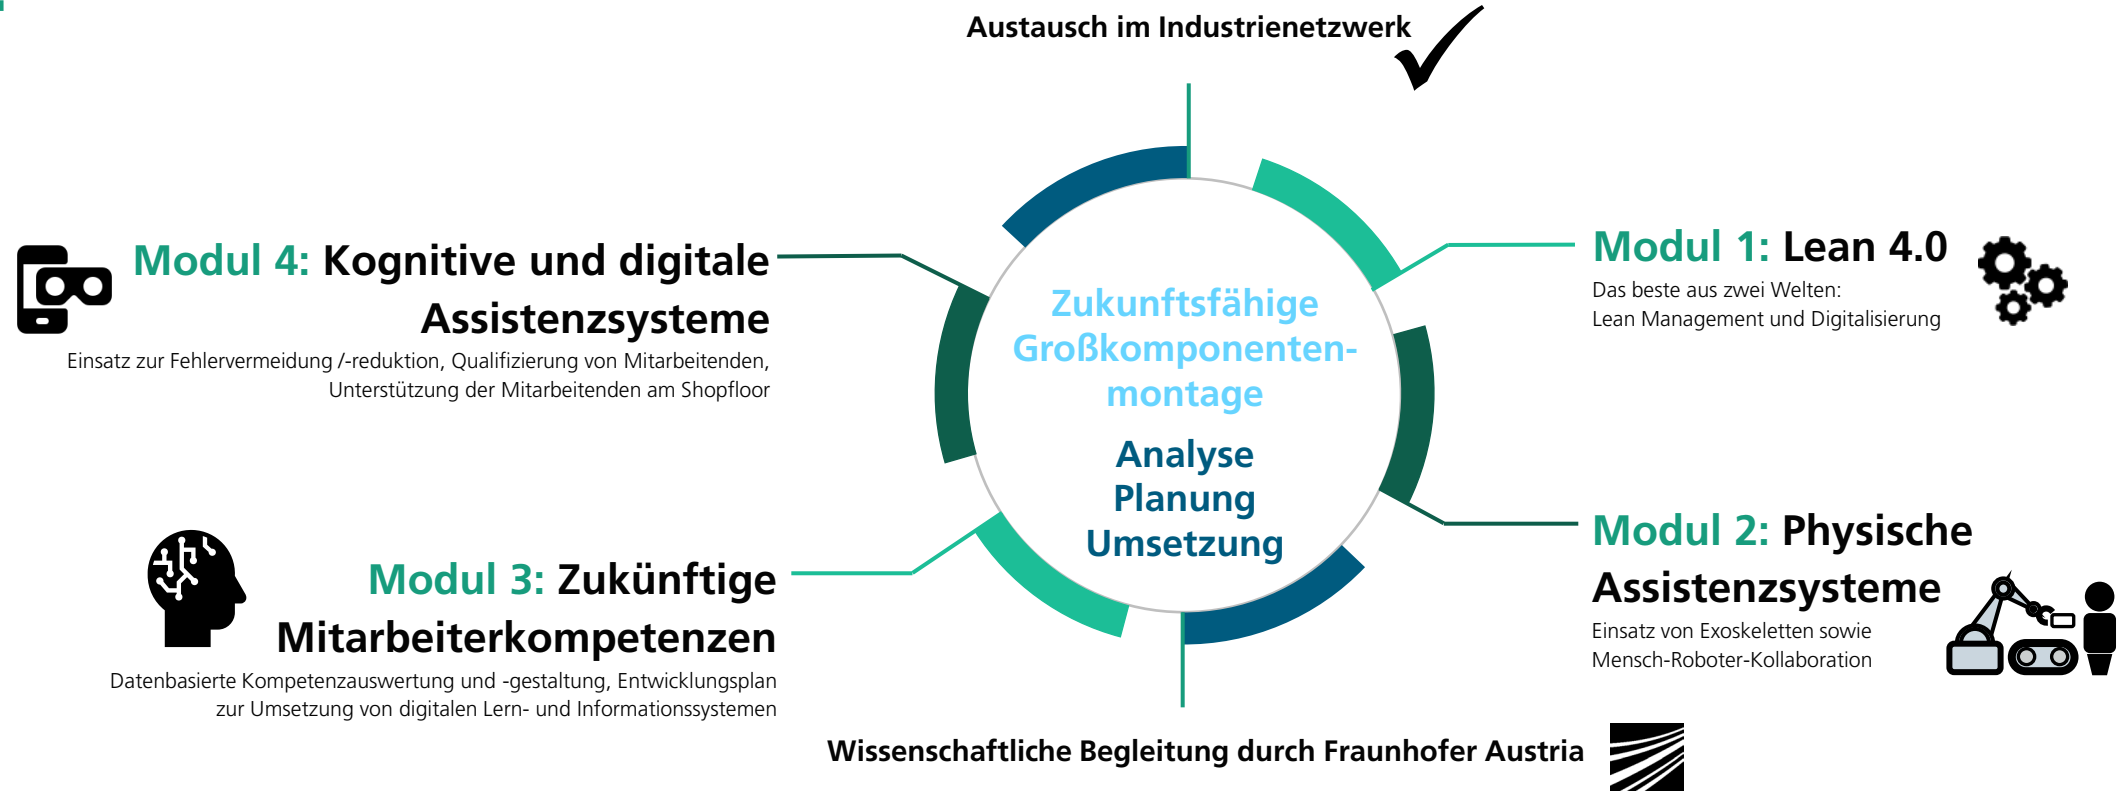 Austausch im Industrienetzwerk
Modul 4: Kognitive und digitale
Assistenzsysteme
Einsatz zur Fehlervermeidung /-reduktion, Qualifizierung von Mitarbeitenden,
Unterstützung der Mitarbeitenden am Shopfloor
Modul 1: Lean 4.0
Das beste aus zwei Welten:
Lean Management und Digitalisierung
Zukunftsfähige
Großkomponenten-
montage
Analyse
Planung
Umsetzung
Modul 3: Zukünftige
Mitarbeiterkompetenzen
Datenbasierte Kompetenzauswertung und -gestaltung, Entwicklungsplan
zur Umsetzung von digitalen Lern- und Informationssystemen
Modul 2: Physische
Assistenzsysteme
Einsatz von Exoskeletten sowie
Mensch-Roboter-Kollaboration
Wissenschaftliche Begleitung durch Fraunhofer Austria